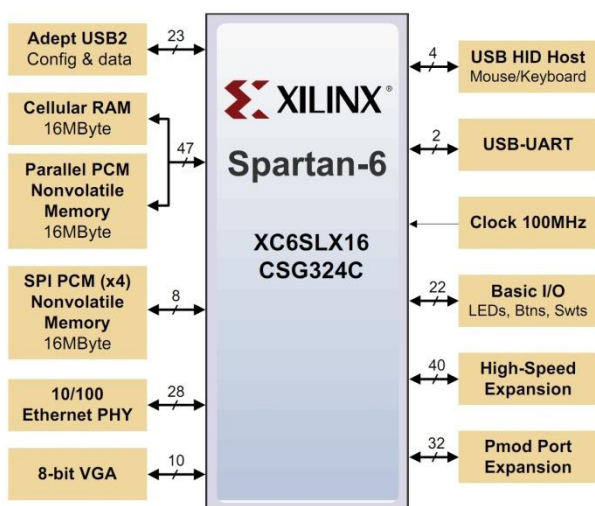 Adept USB2
Config & data
23
Cellular RAM
16MByte
47
Parallel PCM
Nonvolatile
Memory
16MByte
SPI PCM (x4)
Nonvolatile
Memory
16MByte
8
10/100
Ethernet PHY
28
8-bit VGA
10
XILINX®
Spartan-6
XC6SLX16
CSG324C
4
USB HID Host
Mouse/Keyboard
2
USB-UART
Clock 100MHz
22
Basic I/O
LEDs, Btns, Swts
40
High-Speed
Expansion
32
Pmod Port
Expansion